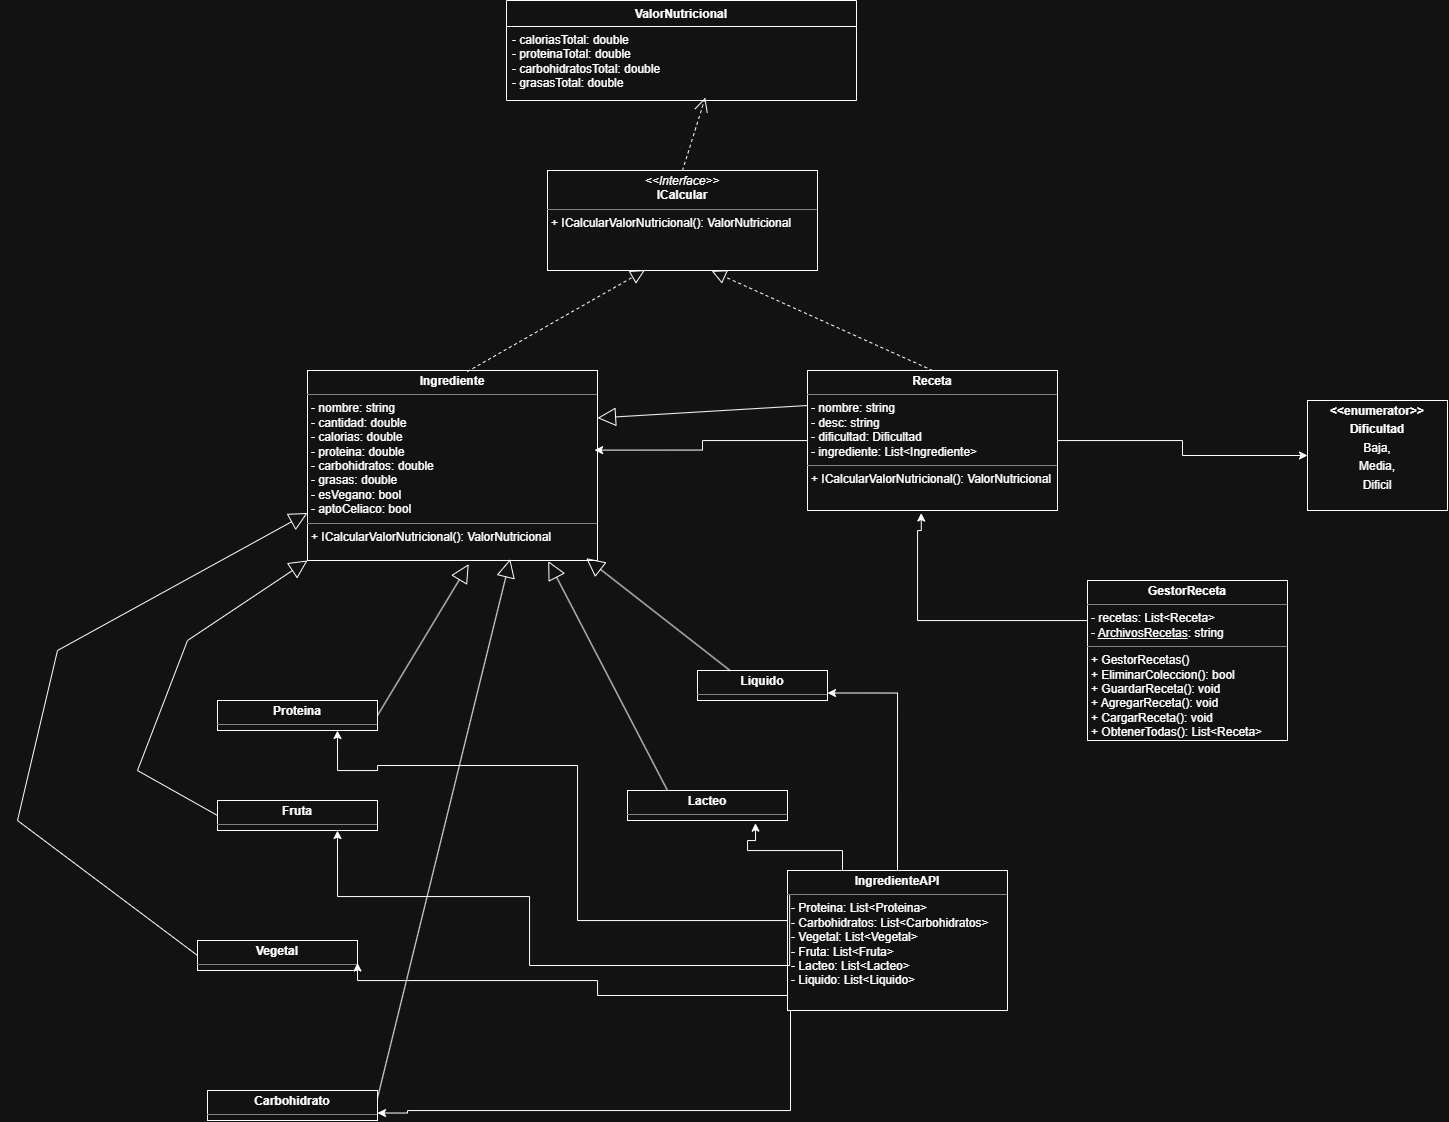 ValorNutricional
- caloriasTotal: double
- proteinaTotal: double
- carbohidratosTotal: double
- grasasTotal: double
<<Interface>>
ICalcular
+ ICalcularValorNutricional(): ValorNutricional
Ingrediente
- nombre: string
- cantidad: double
- calorias: double
- proteina: double
- carbohidratos: double
- grasas: double
- esVegano: bool
- aptoCeliaco: bool
+ ICalcularValorNutricional(): ValorNutricional
Receta
- nombre: string
- desc: string
- dificultad: Dificultad
- ingrediente: List<Ingrediente>
+ ICalcularValorNutricional(): ValorNutricional
<<enumerator>>
Dificultad
Baja,
Media,
Dificil
GestorReceta
- recetas: List<Receta>
- ArchivosRecetas: string
+ GestorRecetas()
+ EliminarColeccion(): bool
+ GuardarReceta(): void
+ AgregarReceta(): void
+ CargarReceta(): void
+ ObtenerTodas(): List<Receta>
Liquido
Proteina
Lacteo
Fruta
IngredienteAPI
- Proteina: List<Proteina>
- Carbohidratos: List<Carbohidratos>
- Vegetal: List<Vegetal>
- Fruta: List<Fruta>
- Lacteo: List<Lacteo>
- Liquido: List<Liquido>
Vegetal
Carbohidrato